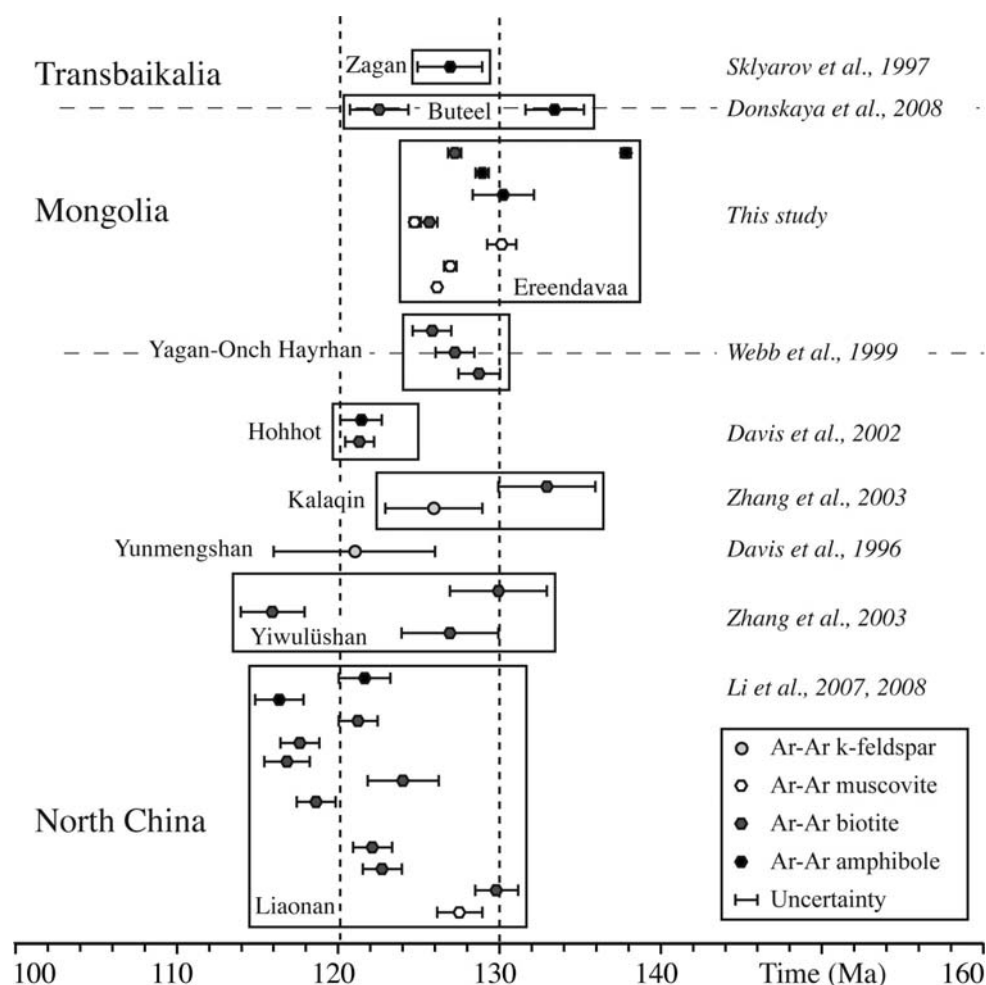 Transbaikalia
Zagan
Sklyarov et al., 1997
Buteel
Donskaya et al., 2008
Mongolia
This study
Ereendavaa
Yagan-Onch Hayrhan
Webb et al., 1999
Hohhot
Davis et al., 2002
Kalaqin
Zhang et al., 2003
Yunmengshan
Davis et al., 1996
Yiwulüshan
Zhang et al., 2003
Li et al., 2007, 2008
North China
Liaonan
Ar-Ar k-feldspar
Ar-Ar muscovite
Ar-Ar biotite
Ar-Ar amphibole
Uncertainty
100 110 120 130 140 Time (Ma) 160